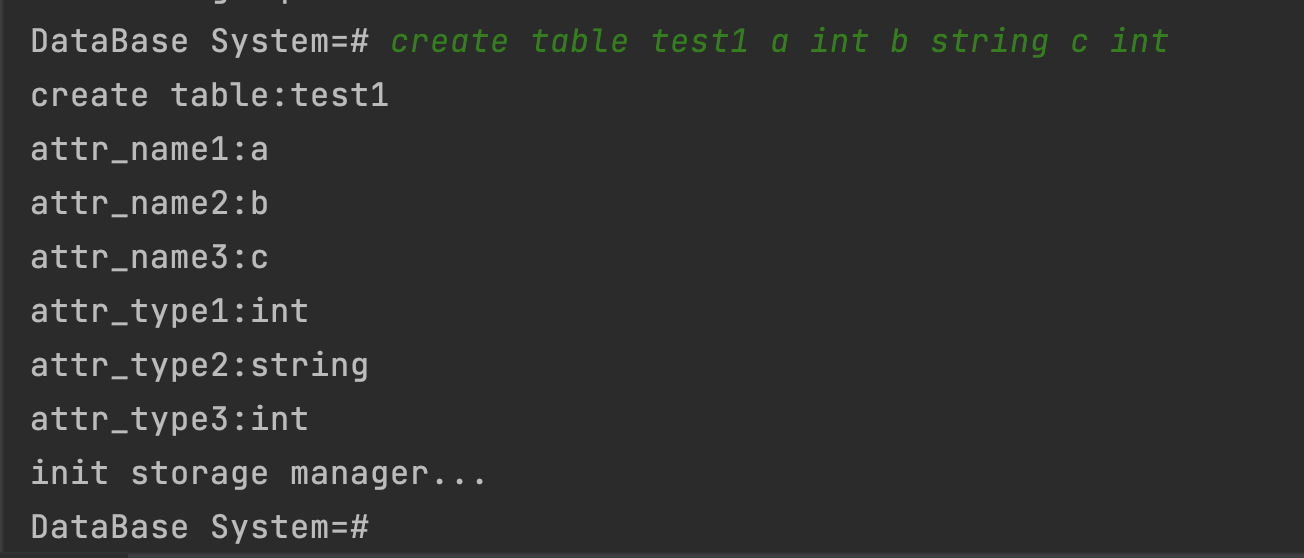 DataBase System=# create table test1 a int b string c int
create table:test1
attr_name1:a
attr_name2:b
attr_name3:c
attr_type1:int
attr_type2:string
attr_type3:int
init storage manager...
DataBase System=#